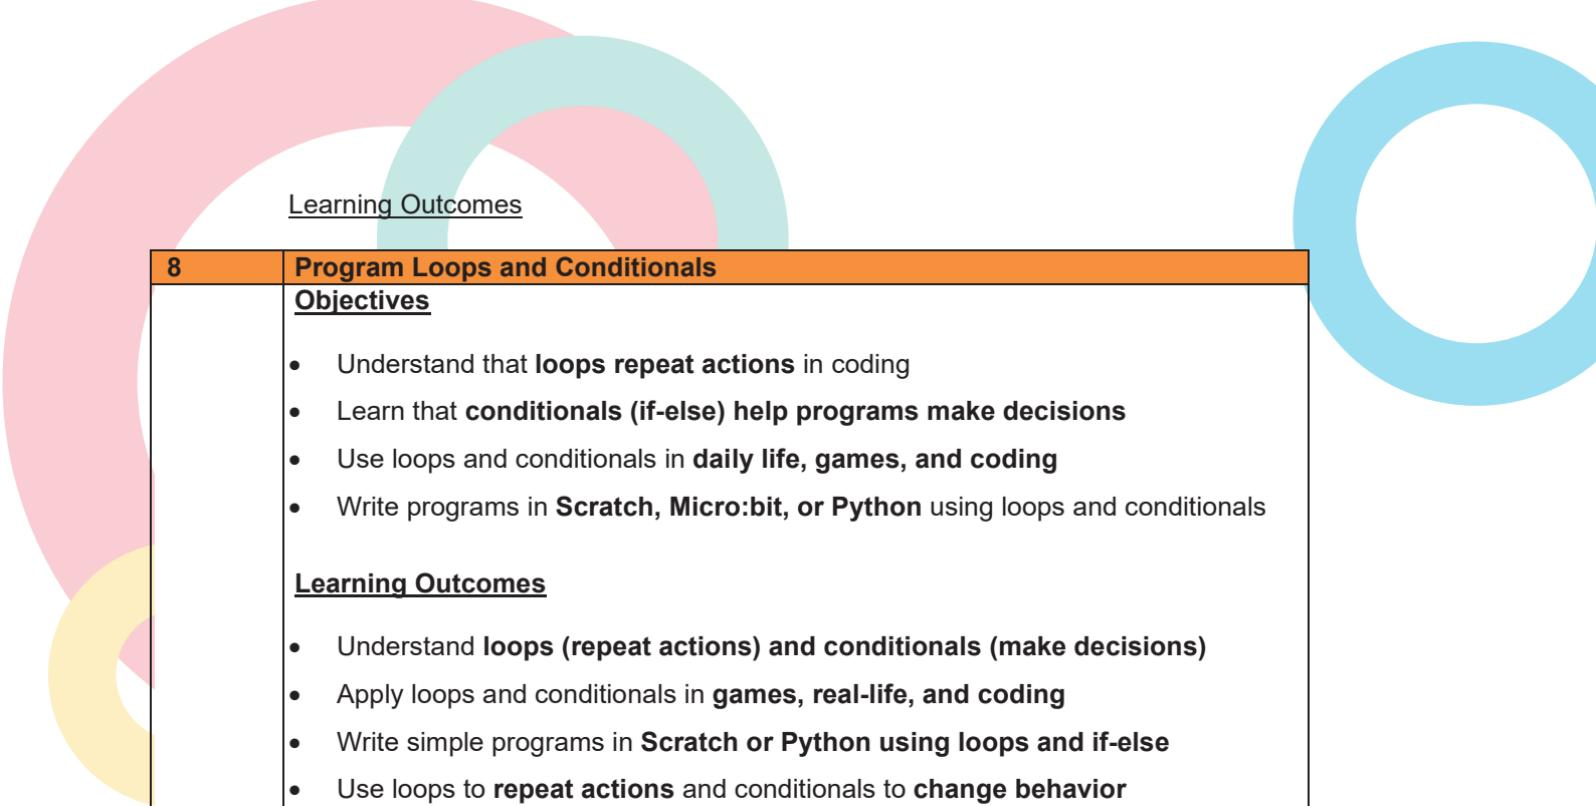 Learning Outcomes
8 Program Loops and Conditionals
Objectives
• Understand that loops repeat actions in coding
• Learn that conditionals (if-else) help programs make decisions
• Use loops and conditionals in daily life, games, and coding
• Write programs in Scratch, Micro:bit, or Python using loops and conditionals
Learning Outcomes
• Understand loops (repeat actions) and conditionals (make decisions)
• Apply loops and conditionals in games, real-life, and coding
• Write simple programs in Scratch or Python using loops and if-else
• Use loops to repeat actions and conditionals to change behavior